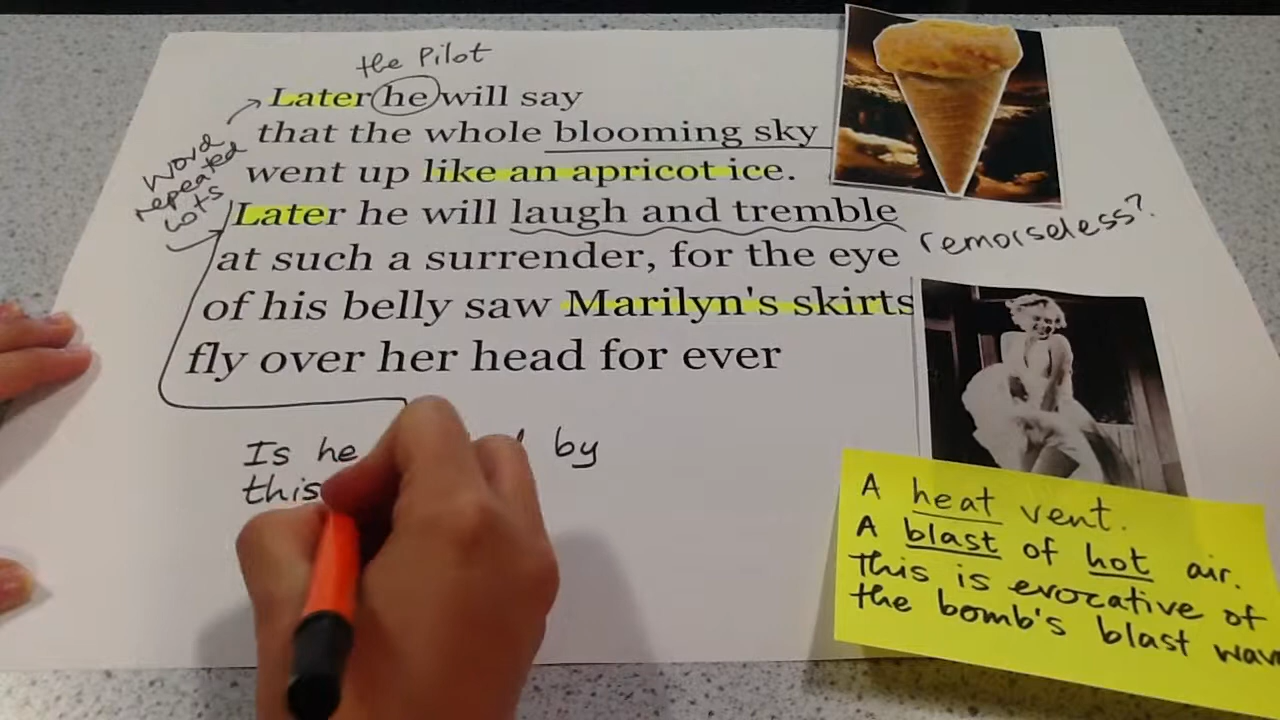 the Pilot
Later he will say
that the whole blooming sky
went up like an apricot ice.
word
repeated
lots
Later he will laugh and tremble
at such a surrender, for the eye
of his belly saw Marilyn's skirts
fly over her head for ever
remorseless?
Is he by
this
A heat vent.
A blast of hot air.
This is evocative of
the bomb's blast wav